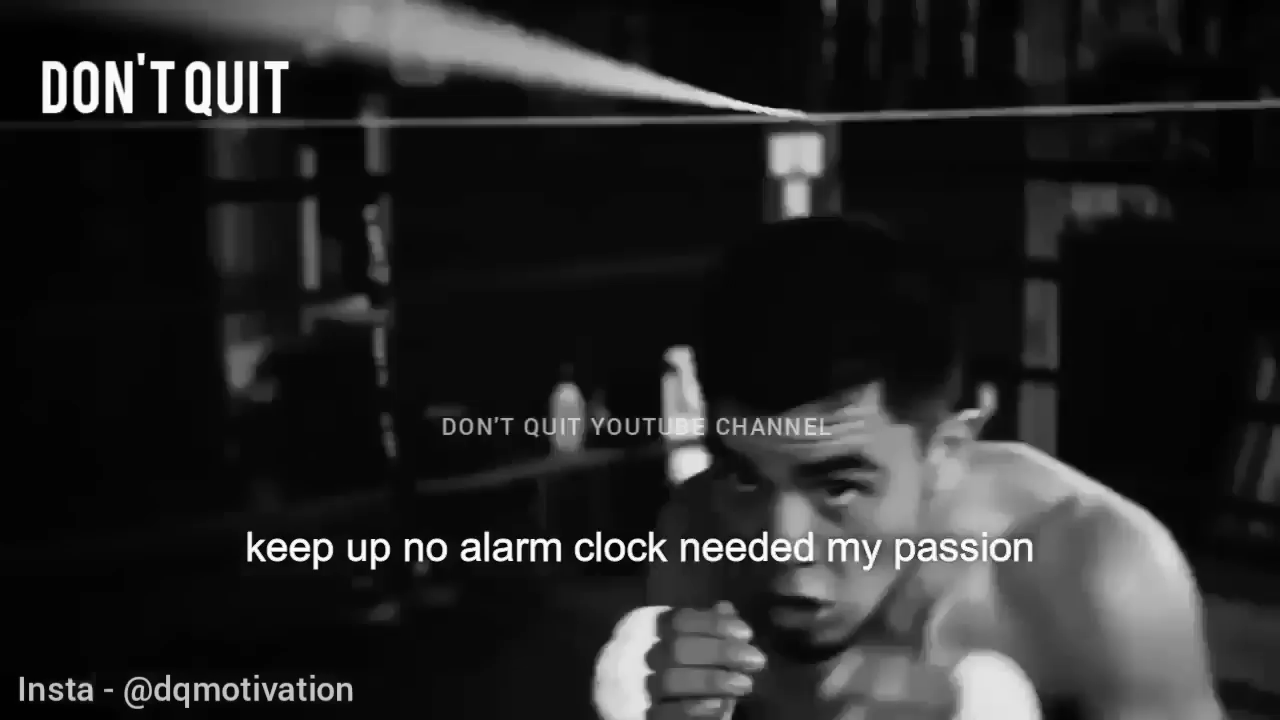 DON'T QUIT
DON'T QUIT YOUTUBE CHANNEL
keep up no alarm clock needed my passion
Insta - @dqmotivation